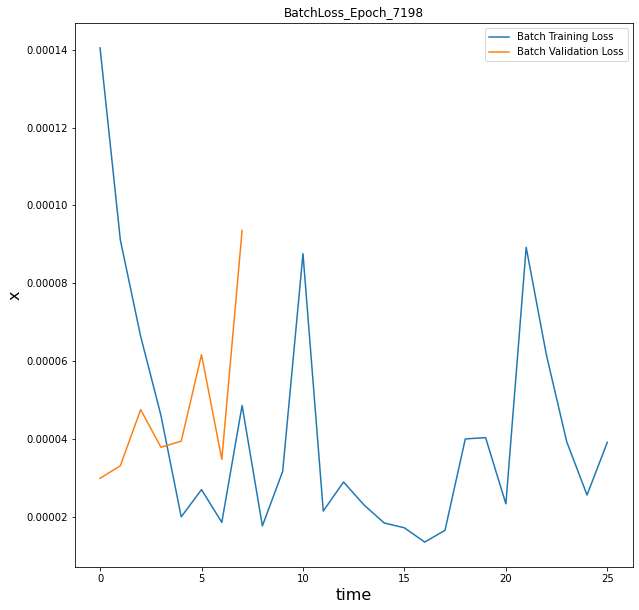 BatchLoss_Epoch_7198
Batch Training Loss
Batch Validation Loss
0.00014
0.00012
0.00010
0.00008
0.00006
0.00004
0.00002
x
0 5 10 15 20 25
time